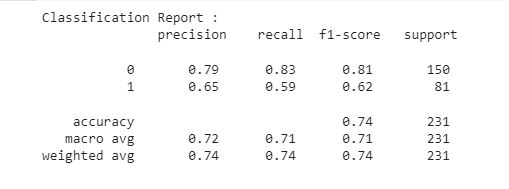 Classification Report :
precision recall f1-score support
0 0.79 0.83 0.81 150
1 0.65 0.59 0.62 81
accuracy 0.74 231
macro avg 0.72 0.71 0.71 231
weighted avg 0.74 0.74 0.74 231